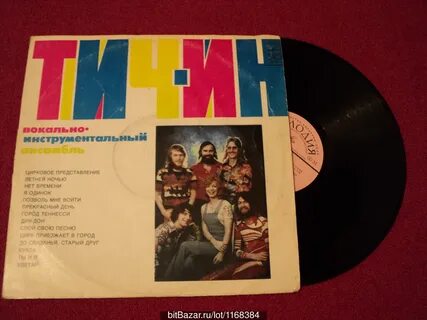 ТИЧ-ИН
вокально-
инструментальный
ансамбль
ЦИРКОВОЕ ПРЕДСТАВЛЕНИЕ
ЛЕТНЕЙ НОЧЬЮ
НЕТ ВРЕМЕНИ
Я ОДИНОК
ПОЗВОЛЬ МНЕ ВОЙТИ
ПРЕКРАСНЫЙ ДЕНЬ
ГОРОД ТЕННЕССИ
ДИН-ДОН
СПОЙ СВОЮ ПЕСНЮ
ЦИРК ПРИЕЗЖАЕТ В ГОРОД
ДО СВИДАНЬЯ, СТАРЫЙ ДРУГ
ТЫ И Я
bitBazar.ru/lot/1168384